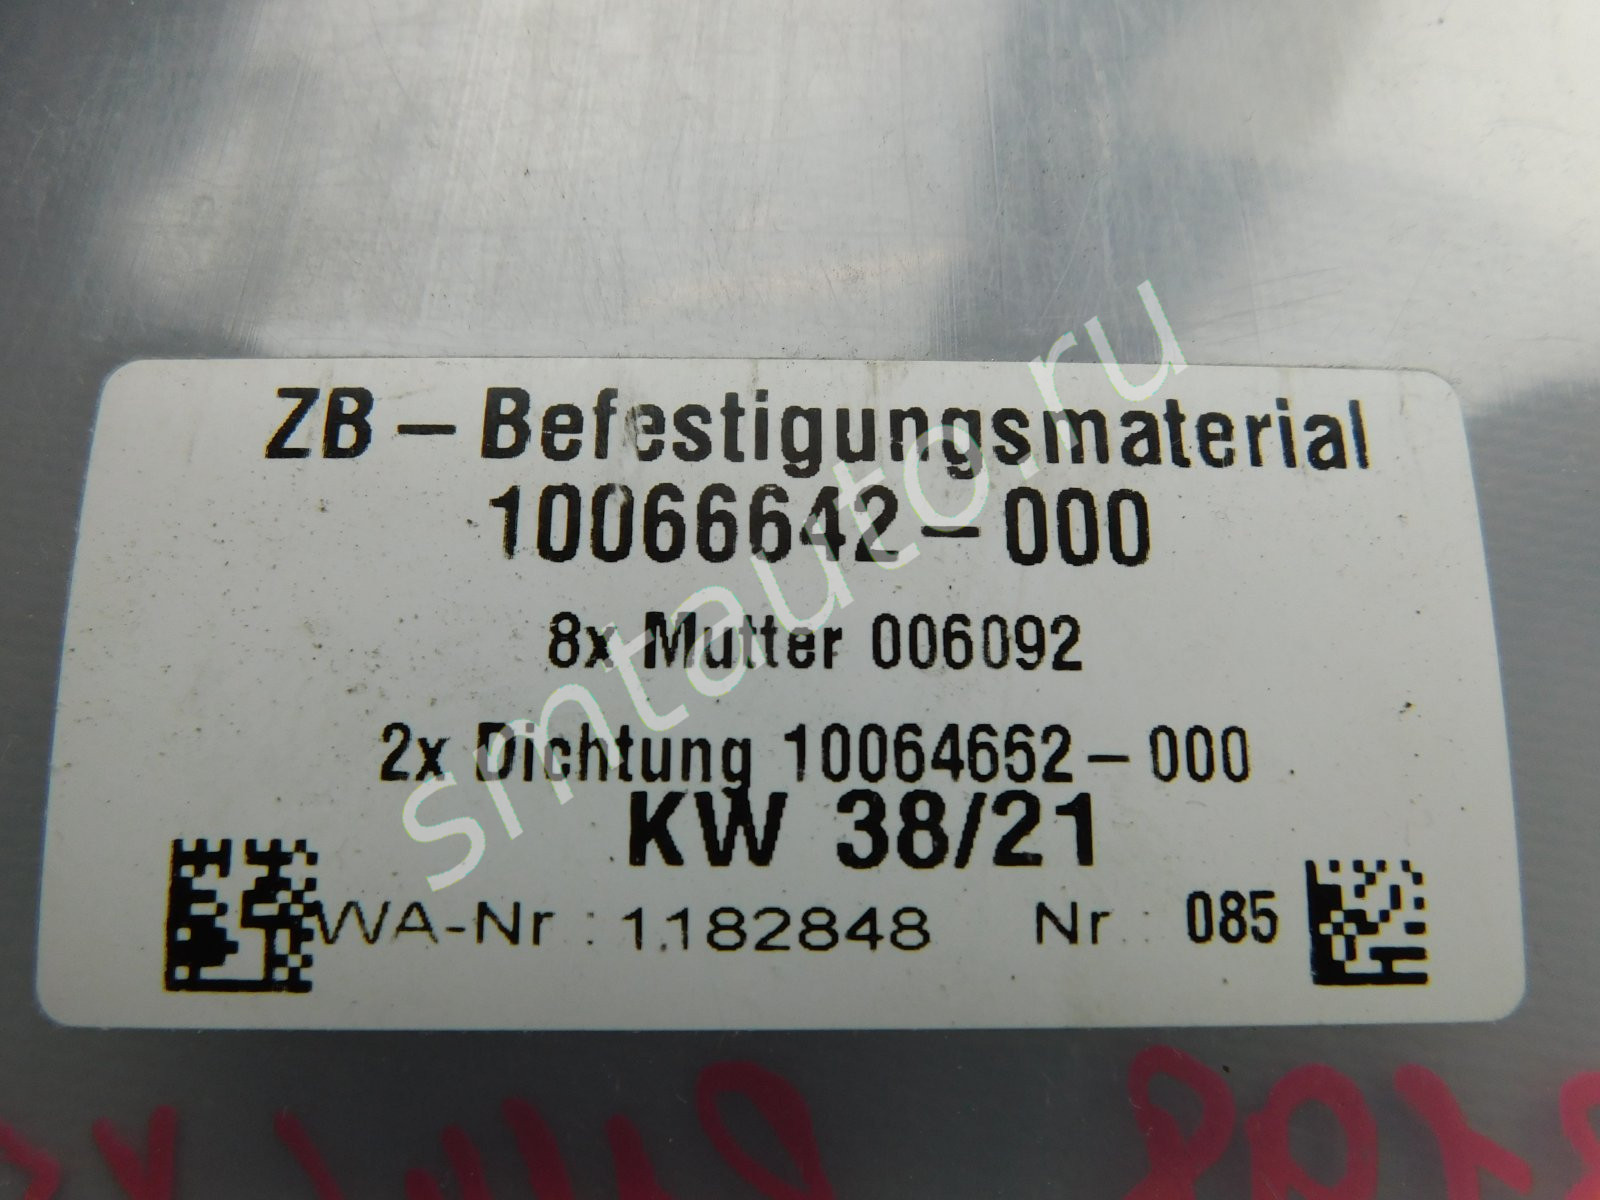 ZB – Befestigungsmaterial
10066642 – 000
8x Mutter 006092
2x Dichtung 10064652 – 000
KW 38/21
WA-Nr.: 1182848 Nr.: 085
smtauto.ru